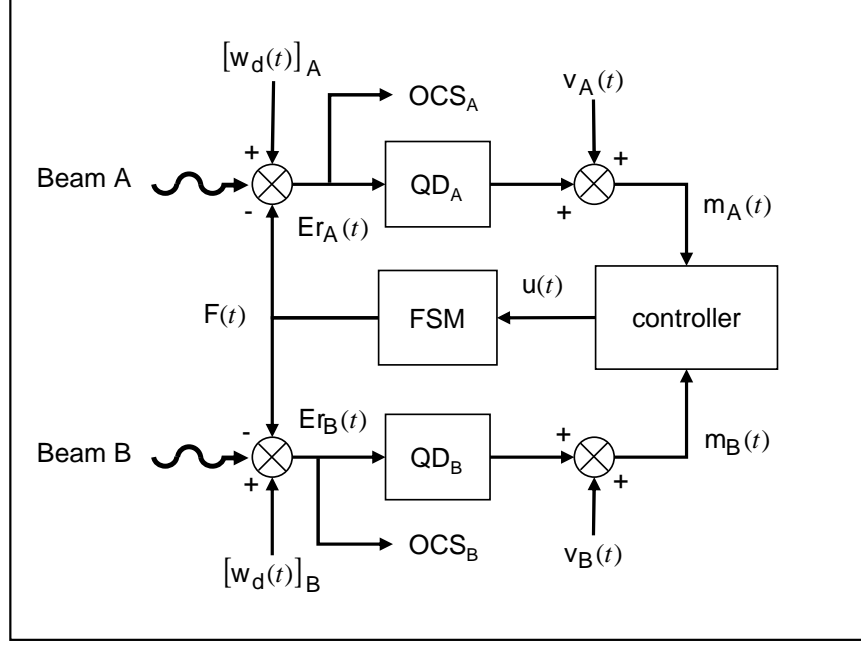 [w_d(t)]_A
OCS_A
v_A(t)
+
+
Beam A
QD_A
-
+
m_A(t)
Er_A(t)
u(t)
F(t)
FSM
controller
Er_B(t)
-
+
m_B(t)
Beam B
QD_B
+
+
OCS_B
v_B(t)
[w_d(t)]_B